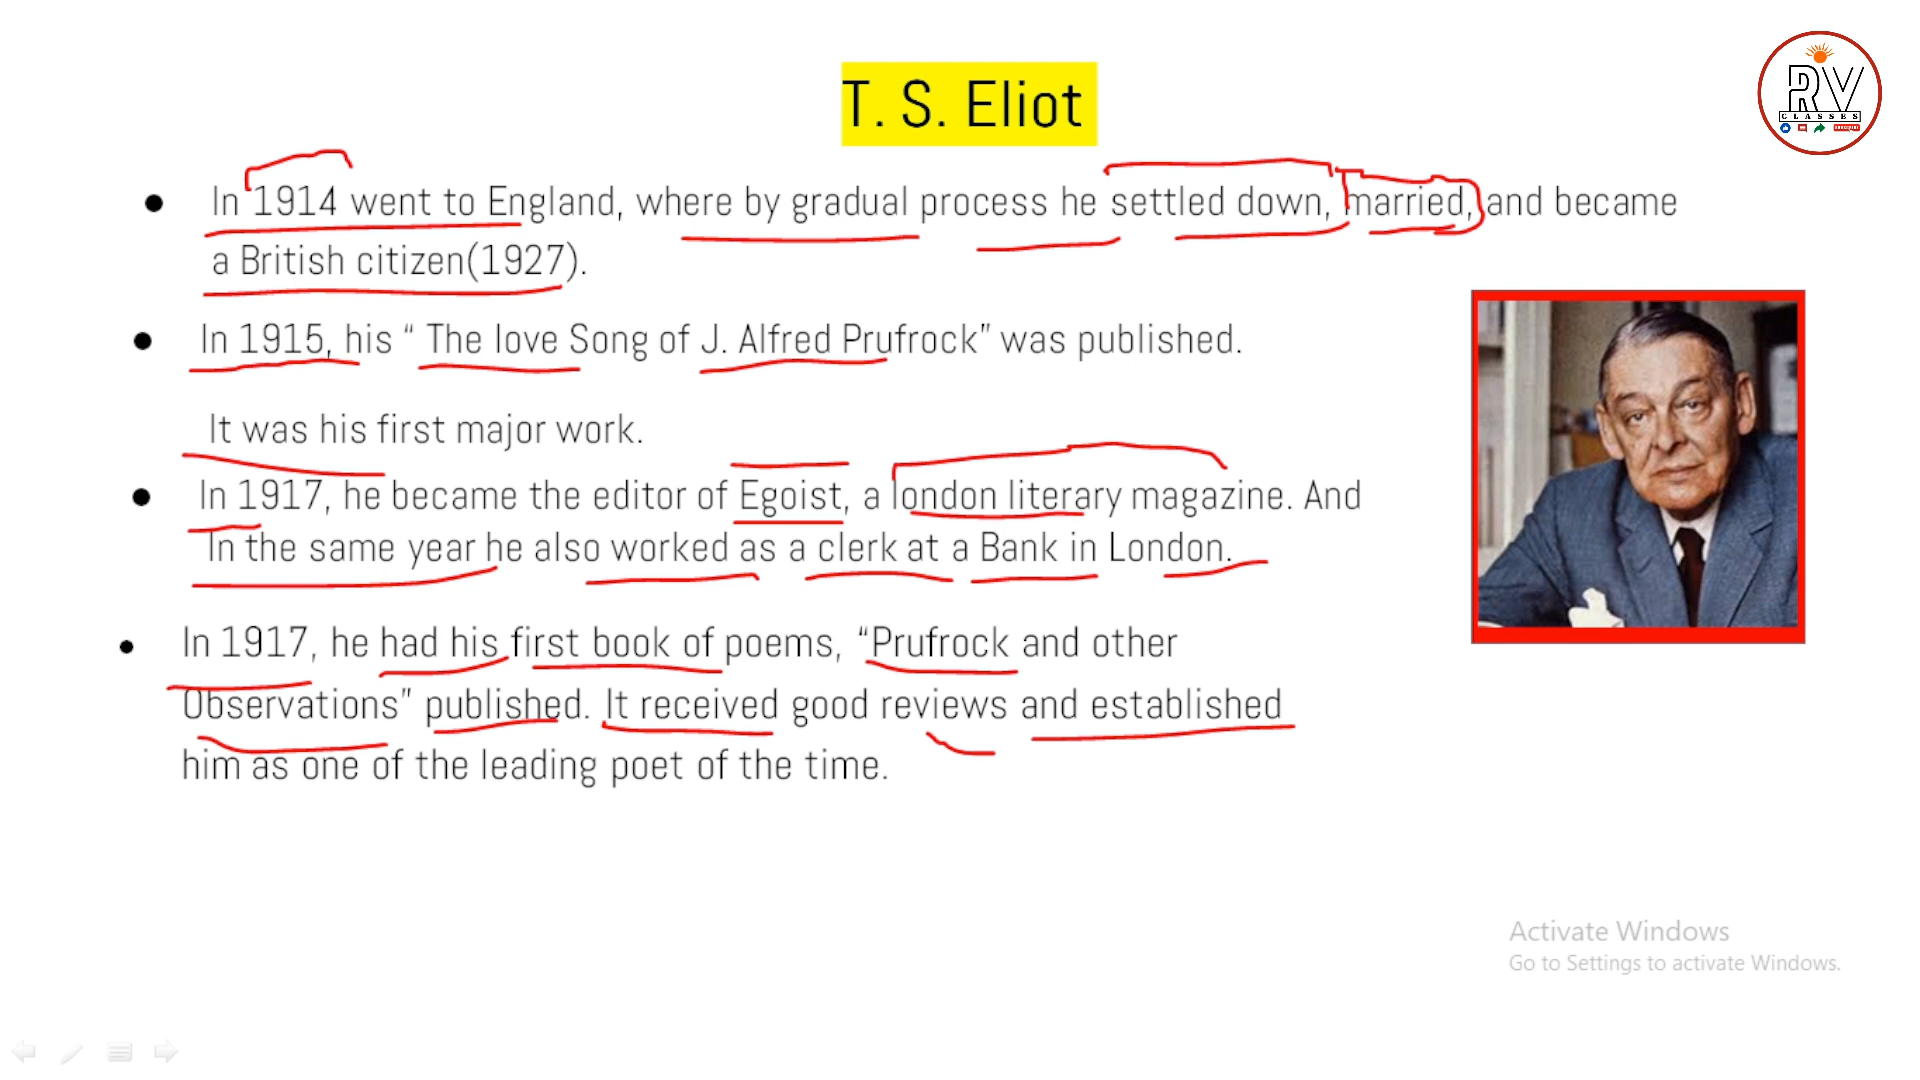 T. S. Eliot
RV
CLASSES
● In 1914 went to England, where by gradual process he settled down, married, and became
a British citizen(1927).
● In 1915, his “ The love Song of J. Alfred Prufrock” was published.
It was his first major work.
● In 1917, he became the editor of Egoist, a london literary magazine. And
In the same year he also worked as a clerk at a Bank in London.
● In 1917, he had his first book of poems, “Prufrock and other
Observations” published. It received good reviews and established
him as one of the leading poet of the time.
Activate Windows
Go to Settings to activate Windows.